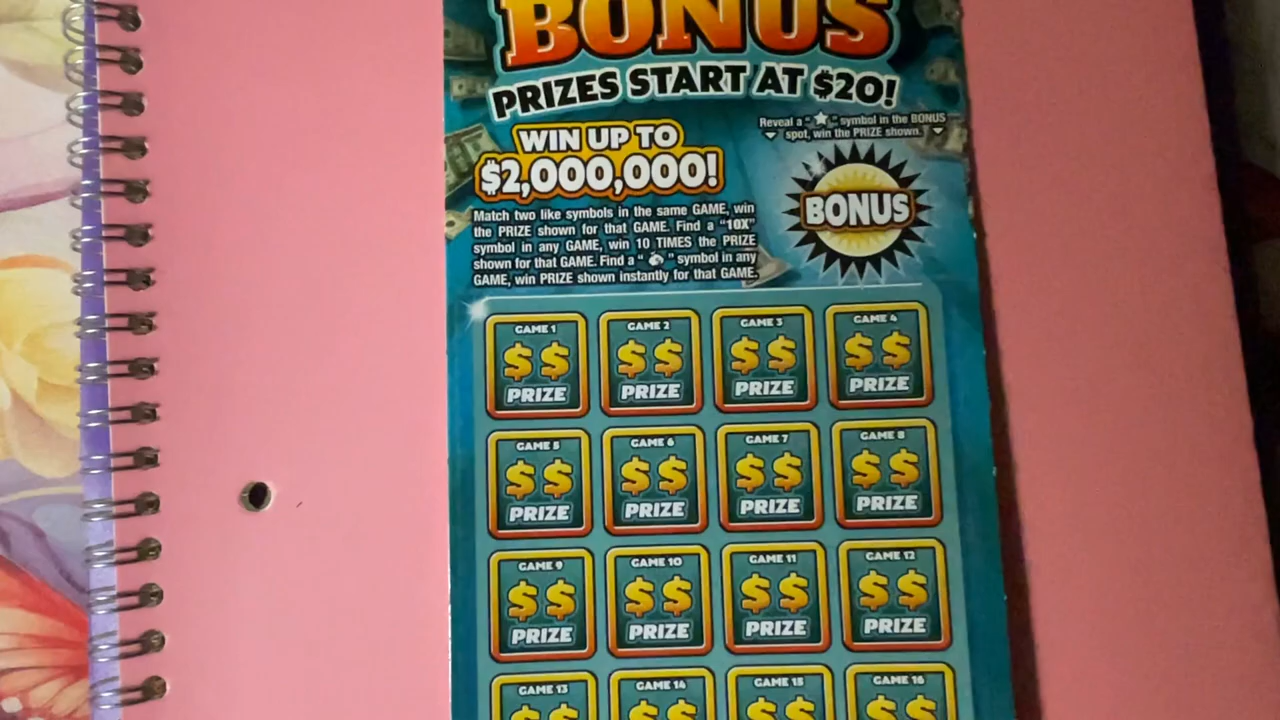 BONUS
PRIZES START AT $20!
WIN UP TO
$2,000,000!
Reveal a "★" symbol in the BONUS
spot, win the PRIZE shown.
BONUS
Match two like symbols in the same GAME, win
the PRIZE shown for that GAME. Find a "10X"
symbol in any GAME, win 10 TIMES the PRIZE
shown for that GAME. Find a " " symbol in any
GAME, win PRIZE shown instantly for that GAME.
GAME 1 GAME 2 GAME 3 GAME 4
$$ $$ $$ $$
PRIZE PRIZE PRIZE PRIZE
GAME 5 GAME 6 GAME 7 GAME 8
$$ $$ $$ $$
PRIZE PRIZE PRIZE PRIZE
GAME 9 GAME 10 GAME 11 GAME 12
$$ $$ $$ $$
PRIZE PRIZE PRIZE PRIZE
GAME 13 GAME 14 GAME 15 GAME 16
$$ $$ $$ $$